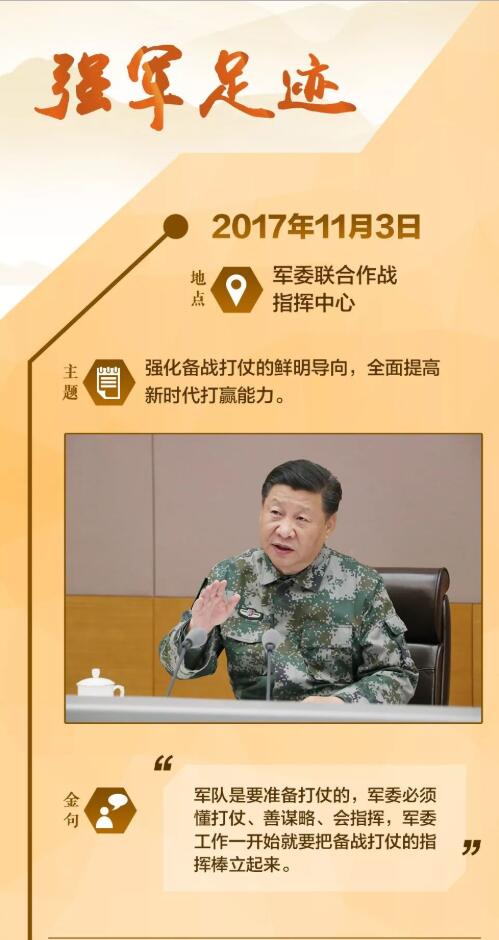 强军足迹
2017年11月3日
地点
军委联合作战
指挥中心
主题
强化备战打仗的鲜明导向，全面提高
新时代打赢能力。
金句
“
军队是要准备打仗的，军委必须
懂打仗、善谋略、会指挥，军委
工作一开始就要把备战打仗的指
挥棒立起来。
”